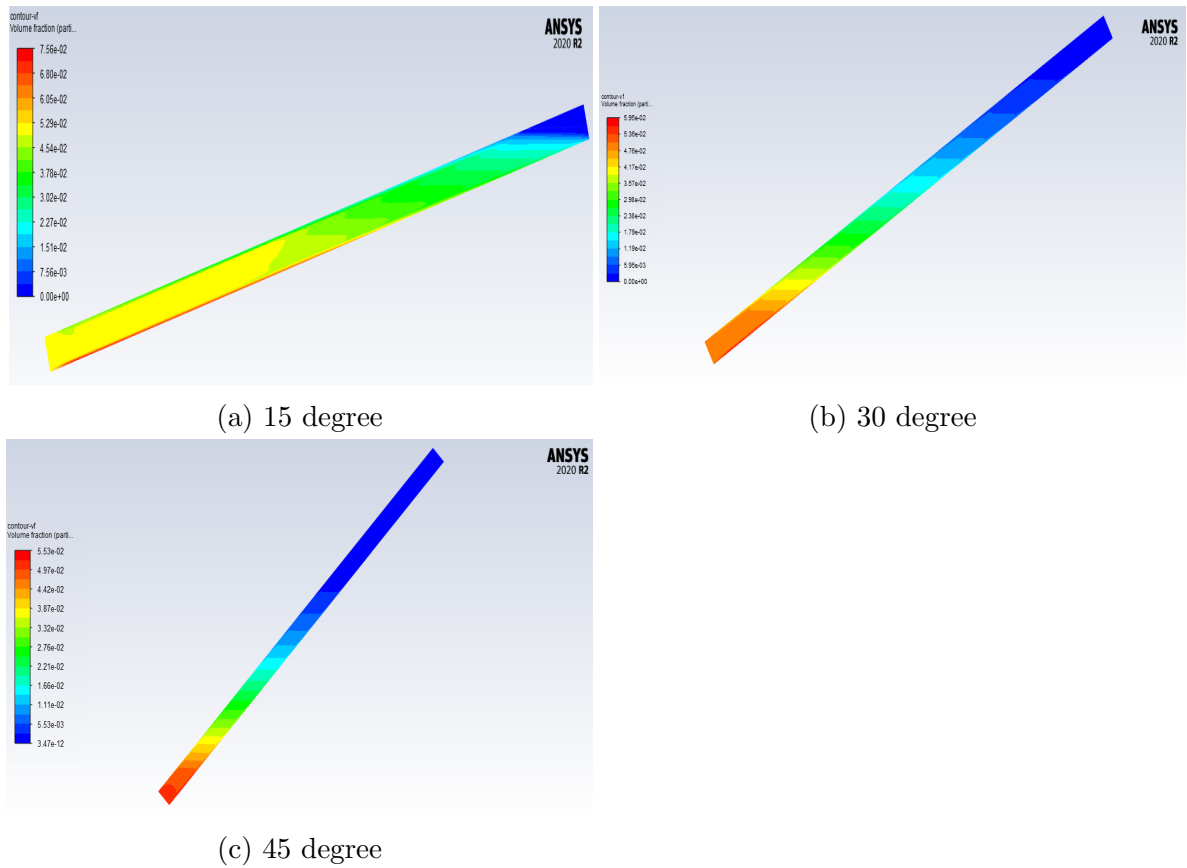 contour-vf
Volume fraction (parti...
7.56e-02
6.80e-02
6.05e-02
5.29e-02
4.54e-02
3.78e-02
3.02e-02
2.27e-02
1.51e-02
7.56e-03
0.00e+00
ANSYS
2020 R2
(a) 15 degree
contour-vf
Volume fraction (parti...
5.95e-02
5.36e-02
4.76e-02
4.17e-02
3.57e-02
2.98e-02
2.38e-02
1.79e-02
1.19e-02
5.95e-03
0.00e+00
ANSYS
2020 R2
(b) 30 degree
contour-vf
Volume fraction (parti...
5.53e-02
4.97e-02
4.42e-02
3.87e-02
3.32e-02
2.76e-02
2.21e-02
1.66e-02
1.11e-02
5.53e-03
3.47e-12
ANSYS
2020 R2
(c) 45 degree